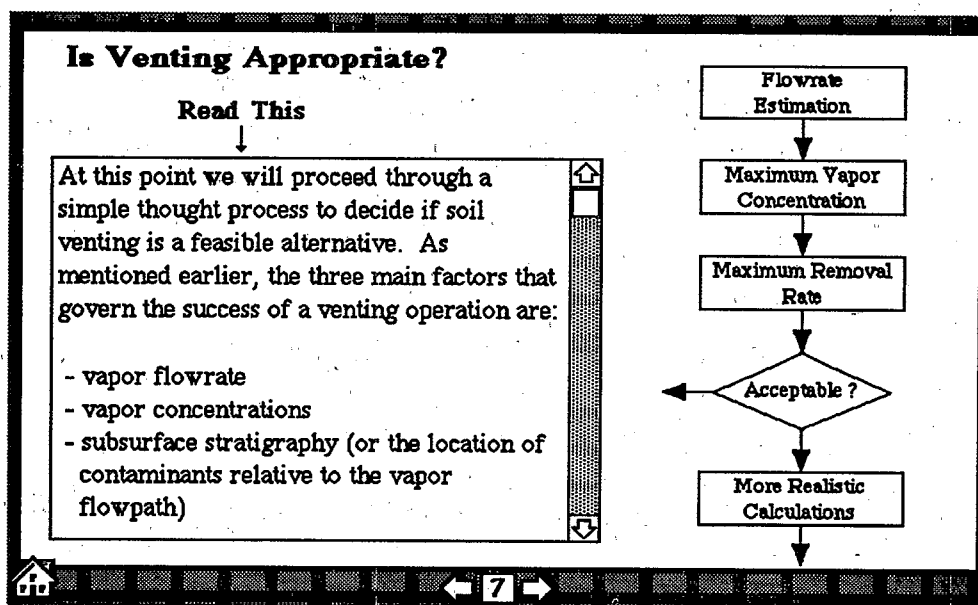 Is Venting Appropriate?
Read This
At this point we will proceed through a
simple thought process to decide if soil
venting is a feasible alternative. As
mentioned earlier, the three main factors that
govern the success of a venting operation are:
- vapor flowrate
- vapor concentrations
- subsurface stratigraphy (or the location of
contaminants relative to the vapor
flowpath)
Flowrate
Estimation
Maximum Vapor
Concentration
Maximum Removal
Rate
Acceptable ?
More Realistic
Calculations
7